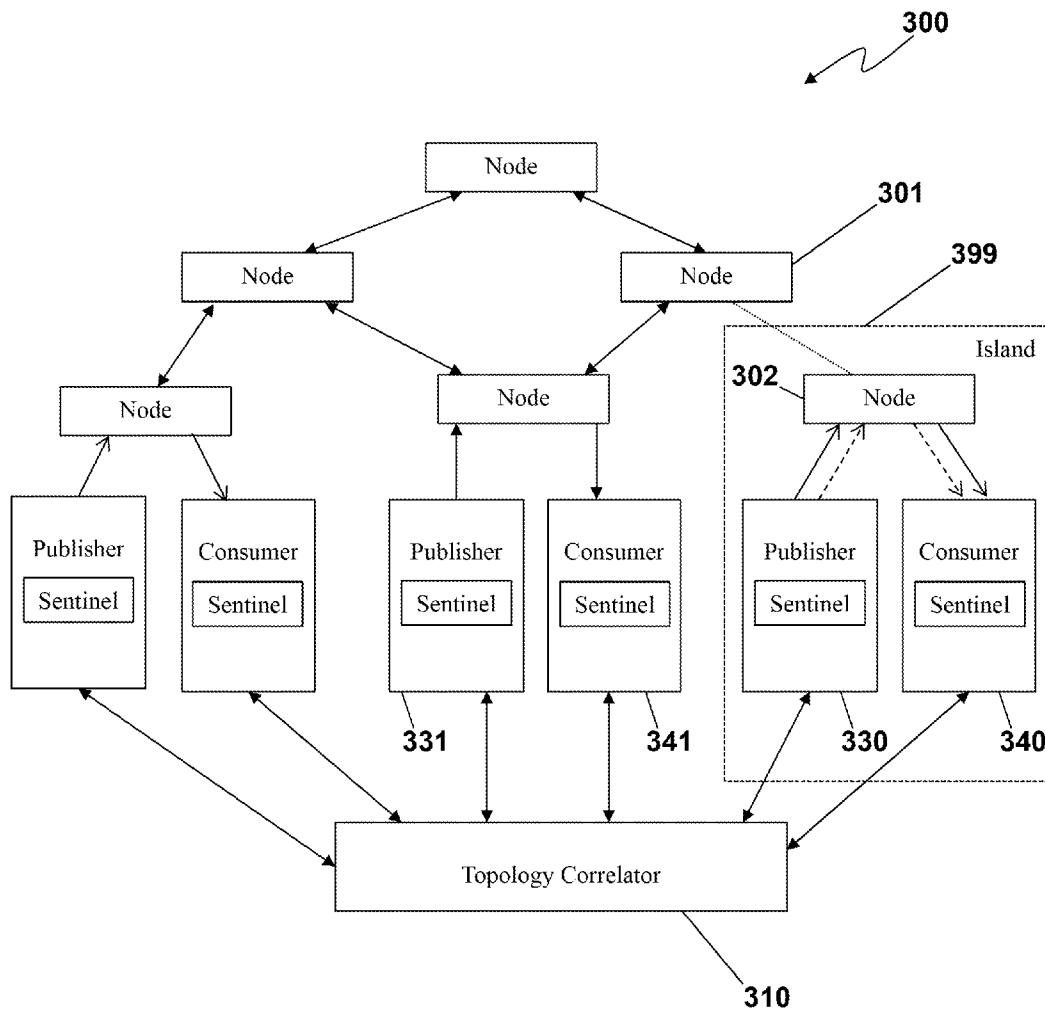 300
Node
301
Node
Node
399
Island
302
Node
Node
Node
Publisher
Consumer
Publisher
Consumer
Publisher
Consumer
Sentinel
Sentinel
Sentinel
Sentinel
Sentinel
Sentinel
331
341
330
340
Topology Correlator
310